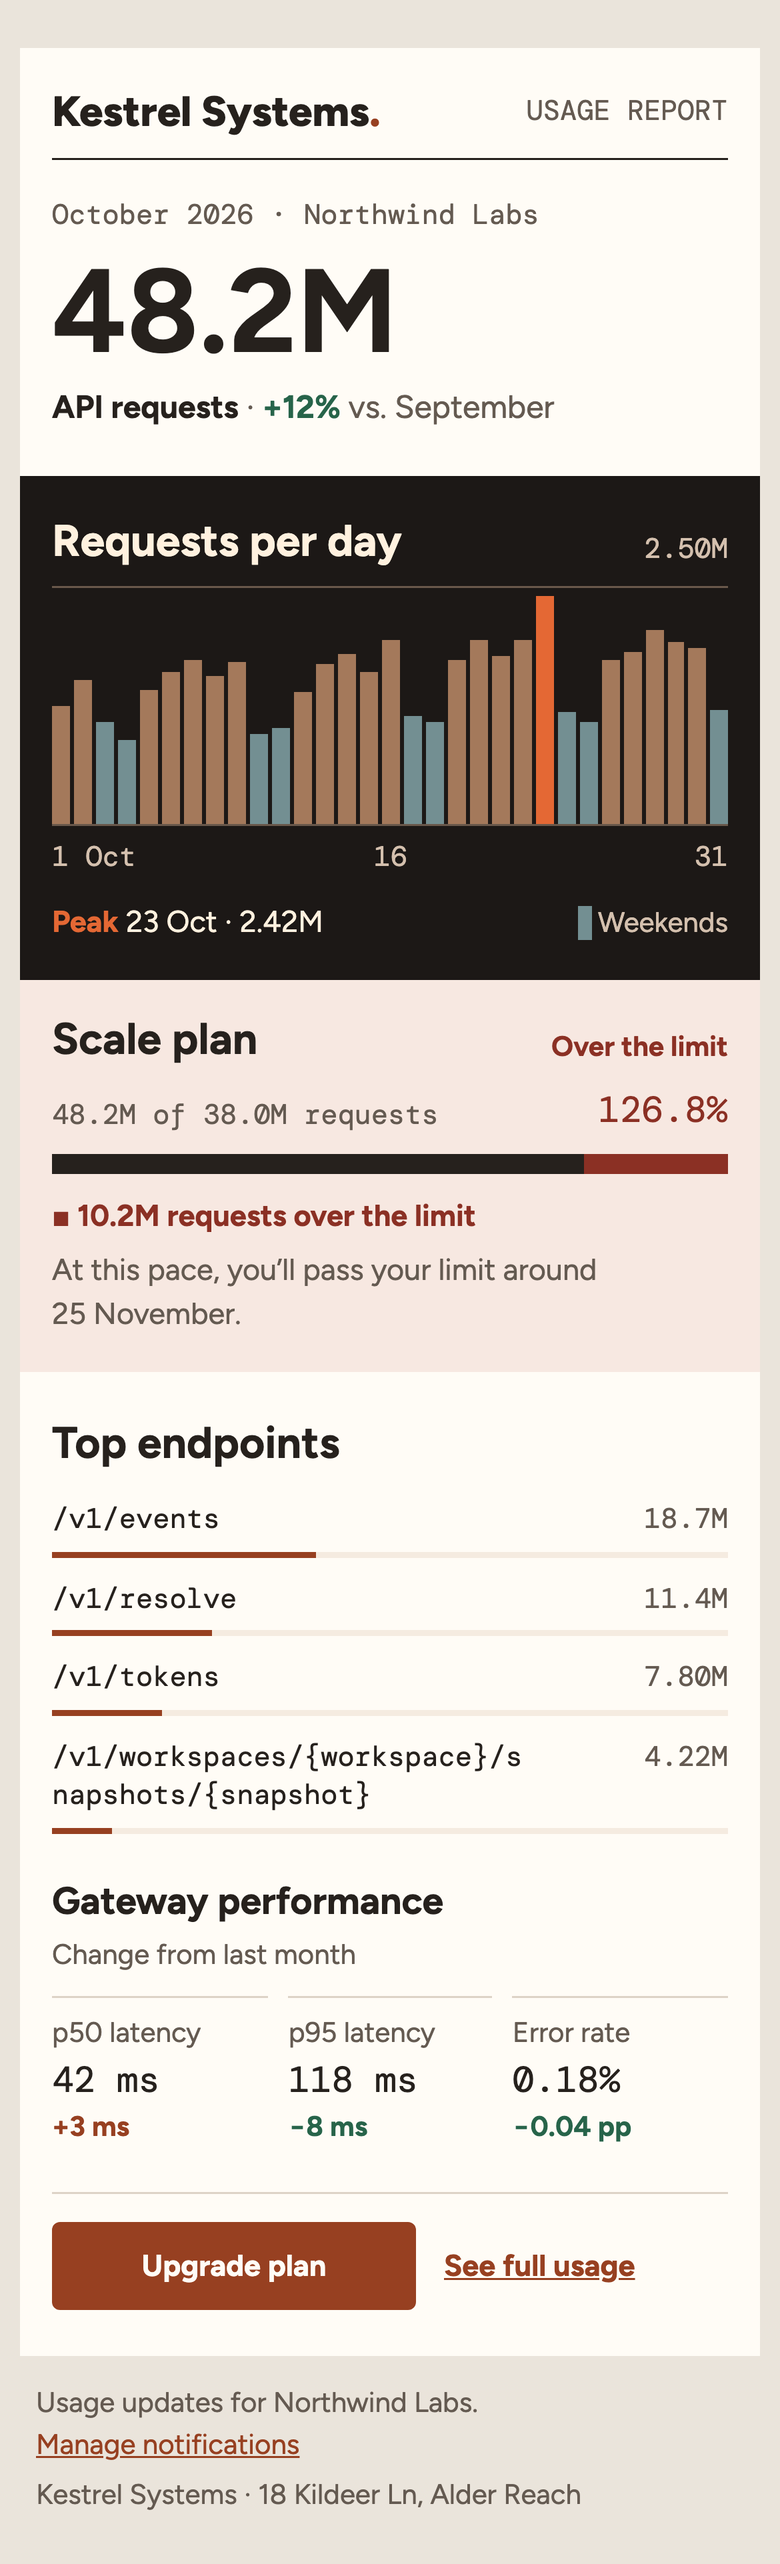 Kestrel Systems.
USAGE REPORT
October 2026 · Northwind Labs
48.2M
API requests · +12% vs. September
Requests per day
2.50M
1 Oct
16
31
Peak 23 Oct · 2.42M
Weekends
Scale plan
Over the limit
48.2M of 38.0M requests
126.8%
10.2M requests over the limit
At this pace, you’ll pass your limit around
25 November.
Top endpoints
/v1/events
18.7M
/v1/resolve
11.4M
/v1/tokens
7.80M
/v1/workspaces/{workspace}/s
4.22M
napshots/{snapshot}
Gateway performance
Change from last month
p50 latency
42 ms
+3 ms
p95 latency
118 ms
−8 ms
Error rate
0.18%
−0.04 pp
Upgrade plan
See full usage
Usage updates for Northwind Labs.
Manage notifications
Kestrel Systems · 18 Kildeer Ln, Alder Reach